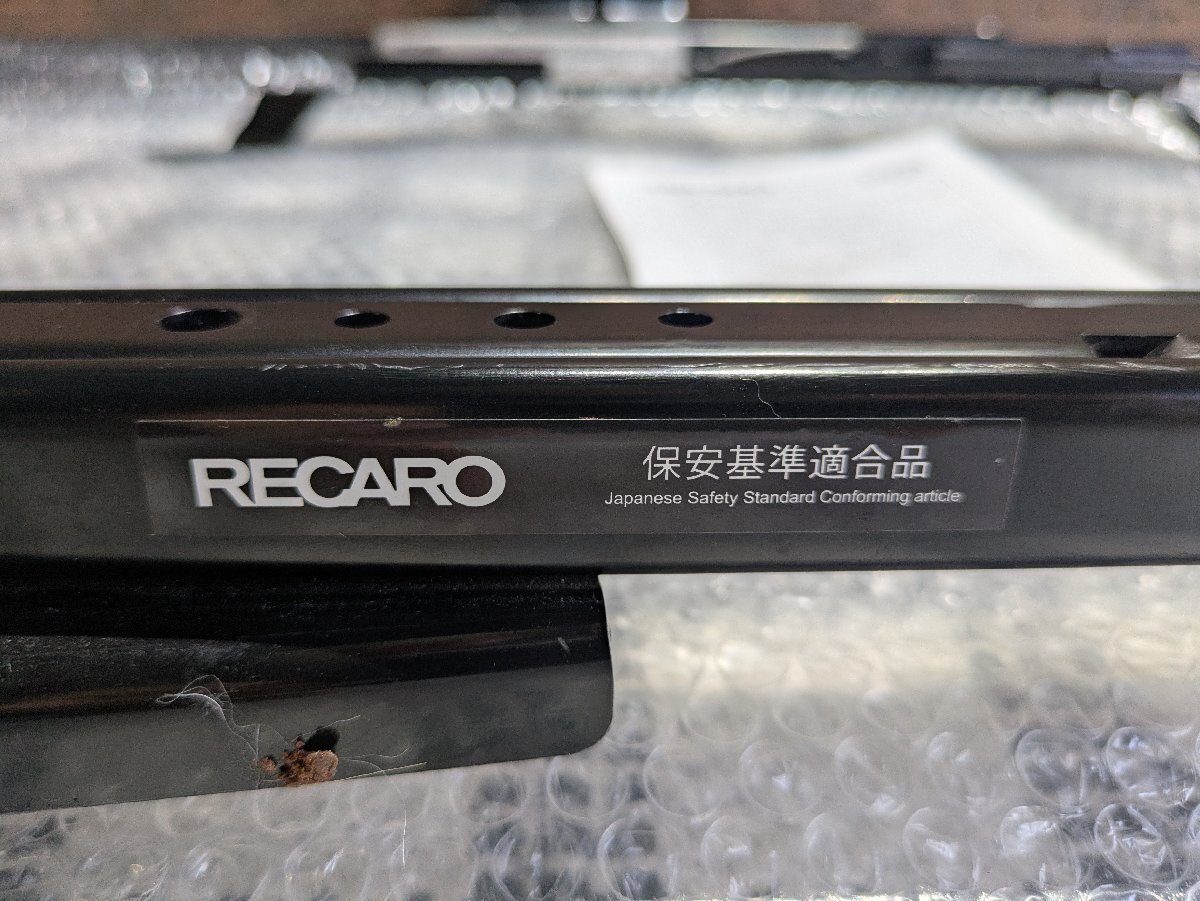 RECARO
保安基準適合品
Japanese Safety Standard Conforming article